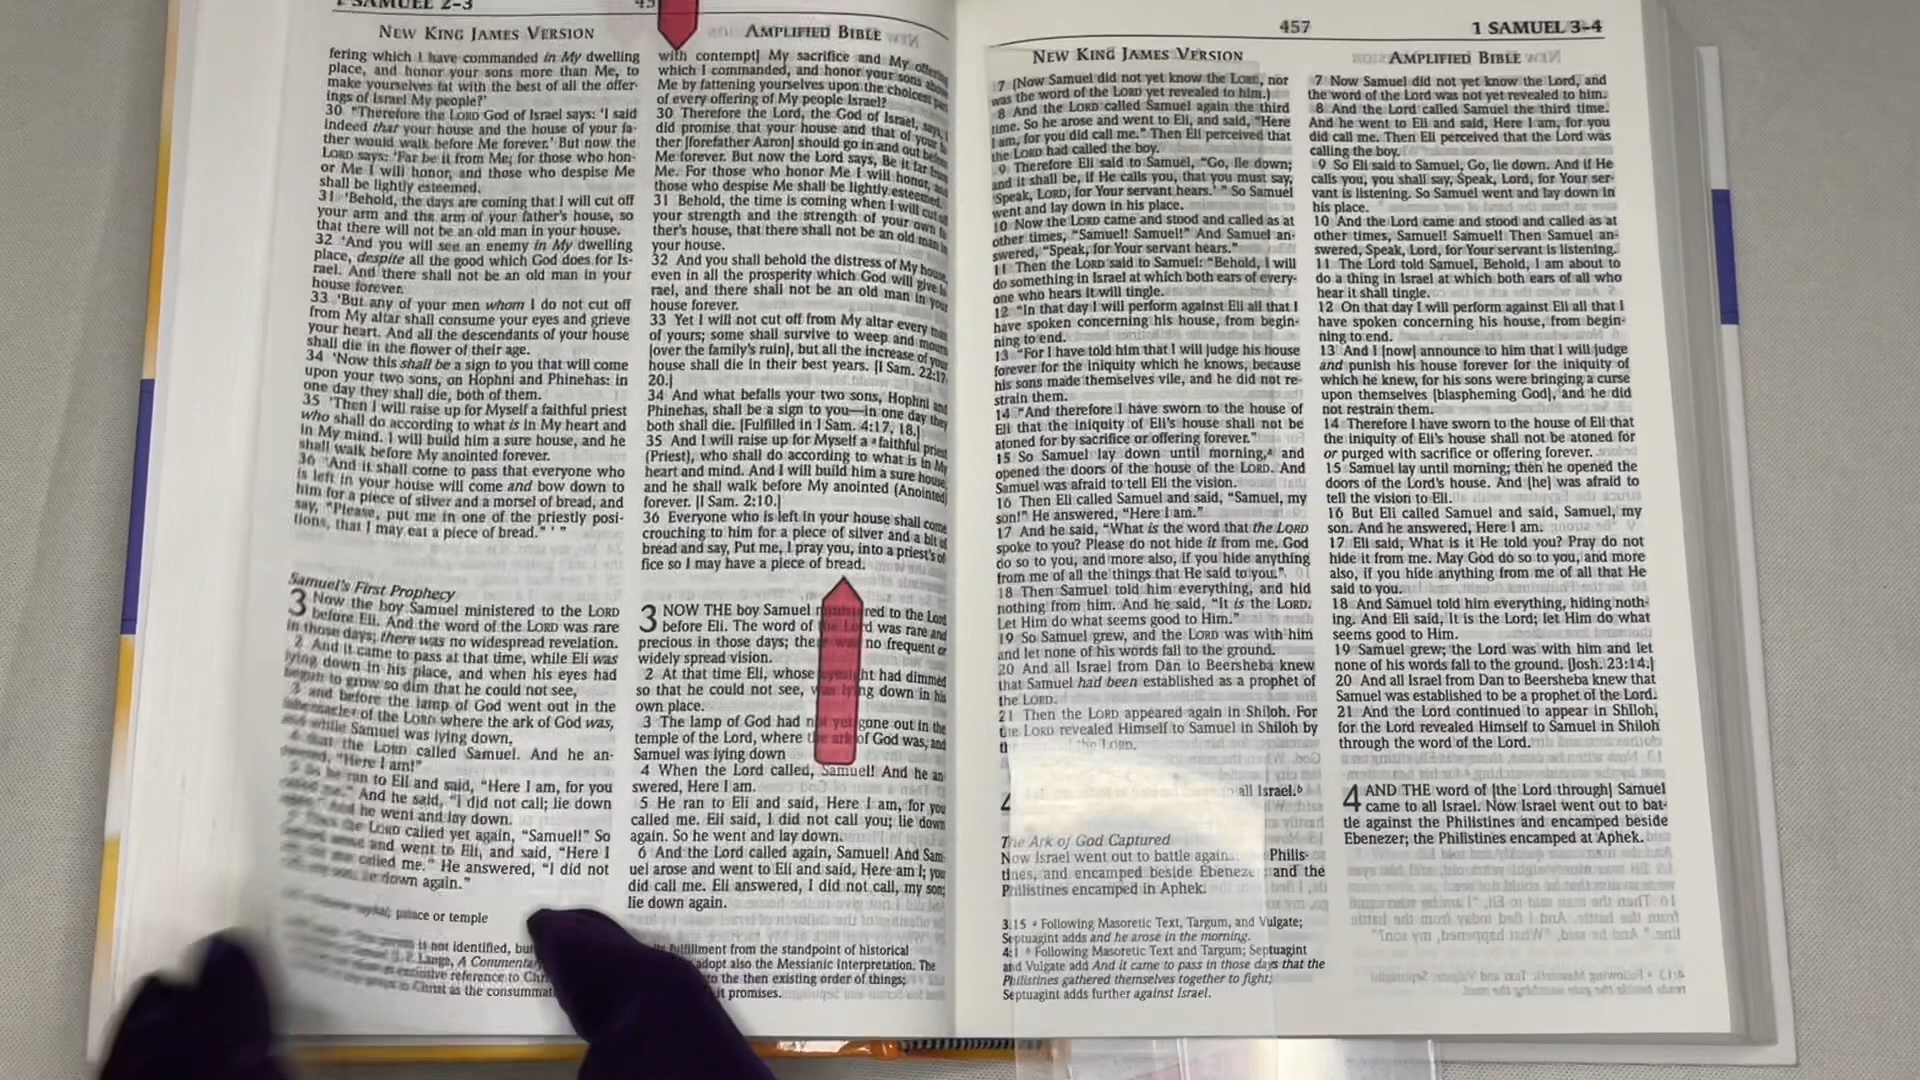 1 SAMUEL 2–3
NEW KING JAMES VERSION
fering which I have commanded in My dwelling
place, and honor your sons more than Me, to
make yourselves fat with the best of all the offer-
ings of Israel My people?'
30 "Therefore the LORD God of Israel says: 'I said
indeed that your house and the house of your fa-
ther would walk before Me forever.' But now the
LORD says: 'Far be it from Me; for those who hon-
or Me I will honor, and those who despise Me
shall be lightly esteemed.
31 'Behold, the days are coming that I will cut off
your arm and the arm of your father's house, so
that there will not be an old man in your house.
32 'And you will see an enemy in My dwelling
place, despite all the good which God does for Is-
rael. And there shall not be an old man in your
house forever.
33 'But any of your men whom I do not cut off
from My altar shall consume your eyes and grieve
your heart. And all the descendants of your house
shall die in the flower of their age.
34 'Now this shall be a sign to you that will come
upon your two sons, on Hophni and Phinehas: in
one day they shall die, both of them.
35 'Then I will raise up for Myself a faithful priest
who shall do according to what is in My heart and
in My mind. I will build him a sure house, and he
shall walk before My anointed forever.
36 'And it shall come to pass that everyone who
is left in your house will come and bow down to
him for a piece of silver and a morsel of bread, and
say, "Please, put me in one of the priestly posi-
tions, that I may eat a piece of bread." ' "
Samuel's First Prophecy
3 Now the boy Samuel ministered to the LORD
before Eli. And the word of the LORD was rare
in those days; there was no widespread revelation.
2 And it came to pass at that time, while Eli was
lying down in his place, and when his eyes had
begun to grow so dim that he could not see,
3 and before the lamp of God went out in the
tabernacle of the LORD where the ark of God was,
and while Samuel was lying down,
4 that the LORD called Samuel. And he an-
swered, "Here I am!"
5 So he ran to Eli and said, "Here I am, for you
called me." And he said, "I did not call; lie down
again." And he went and lay down.
6 Then the LORD called yet again, "Samuel!" So
Samuel arose and went to Eli, and said, "Here I
am, for you called me." He answered, "I did not
call, my son; lie down again."
palace or temple
is not identified, but
Lange, A Commentary
reference to Christ
Christ as the consummat
AMPLIFIED BIBLE
with contempt] My sacrifice and My offering
which I commanded, and honor your sons above
Me by fattening yourselves upon the choicest part
of every offering of My people Israel?
30 Therefore the Lord, the God of Israel, says, I
did promise that your house and that of your fa-
ther [forefather Aaron] should go in and out before
Me forever. But now the Lord says, Be it far from
Me. For those who honor Me I will honor, and
those who despise Me shall be lightly esteemed.
31 Behold, the time is coming when I will cut off
your strength and the strength of your own fa-
ther's house, that there shall not be an old man in
your house.
32 And you shall behold the distress of My house,
even in all the prosperity which God will give Is-
rael, and there shall not be an old man in your
house forever.
33 Yet I will not cut off from My altar every man
of yours; some shall survive to weep and mourn
[over the family's ruin], but all the increase of your
house shall die in their best years. [I Sam. 22:17-
20.]
34 And what befalls your two sons, Hophni and
Phinehas, shall be a sign to you—in one day they
both shall die. [Fulfilled in I Sam. 4:17, 18.]
35 And I will raise up for Myself a faithful priest
(Priest), who shall do according to what is in My
heart and mind. And I will build him a sure house,
and he shall walk before My anointed (Anointed)
forever. [I Sam. 2:10.]
36 Everyone who is left in your house shall come
crouching to him for a piece of silver and a bit of
bread and say, Put me, I pray you, into a priest's of-
fice so I may have a piece of bread.
3 NOW THE boy Samuel ministered to the Lord
before Eli. The word of the Lord was rare and
precious in those days; there was no frequent or
widely spread vision.
2 At that time Eli, whose eyesight had dimmed
so that he could not see, was lying down in his
own place.
3 The lamp of God had not yet gone out in the
temple of the Lord, where the ark of God was, and
Samuel was lying down
4 When the Lord called, Samuel! And he an-
swered, Here I am.
5 He ran to Eli and said, Here I am, for you
called me. Eli said, I did not call you; lie down
again. So he went and lay down.
6 And the Lord called again, Samuel! And Sam-
uel arose and went to Eli and said, Here am I; you
did call me. Eli answered, I did not call, my son;
lie down again.
fulfillment from the standpoint of historical
adopt also the Messianic Interpretation. The
the then existing order of things;
it promises.
457
1 SAMUEL 3–4
NEW KING JAMES VERSION
7 (Now Samuel did not yet know the LORD, nor
was the word of the LORD yet revealed to him.)
8 And the LORD called Samuel again the third
time. So he arose and went to Eli, and said, "Here
I am, for you did call me." Then Eli perceived that
the LORD had called the boy.
9 Therefore Eli said to Samuel, "Go, lie down;
and it shall be, if He calls you, that you must say,
'Speak, LORD, for Your servant hears.' " So Samuel
went and lay down in his place.
10 Now the LORD came and stood and called as at
other times, "Samuel! Samuel!" And Samuel an-
swered, "Speak, for Your servant hears."
11 Then the LORD said to Samuel: "Behold, I will
do something in Israel at which both ears of every-
one who hears it will tingle.
12 "In that day I will perform against Eli all that I
have spoken concerning his house, from begin-
ning to end.
13 "For I have told him that I will judge his house
forever for the iniquity which he knows, because
his sons made themselves vile, and he did not re-
strain them.
14 "And therefore I have sworn to the house of
Eli that the iniquity of Eli's house shall not be
atoned for by sacrifice or offering forever."
15 So Samuel lay down until morning,ᵃ and
opened the doors of the house of the LORD. And
Samuel was afraid to tell Eli the vision.
16 Then Eli called Samuel and said, "Samuel, my
son!" He answered, "Here I am."
17 And he said, "What is the word that the LORD
spoke to you? Please do not hide it from me. God
do so to you, and more also, if you hide anything
from me of all the things that He said to you."
18 Then Samuel told him everything, and hid
nothing from him. And he said, "It is the LORD.
Let Him do what seems good to Him."
19 So Samuel grew, and the LORD was with him
and let none of his words fall to the ground.
20 And all Israel from Dan to Beersheba knew
that Samuel had been established as a prophet of
the LORD.
21 Then the LORD appeared again in Shiloh. For
the LORD revealed Himself to Samuel in Shiloh by
the LORD.
4 to all Israel.ᵇ
The Ark of God Captured
Now Israel went out to battle against Philis-
tines, and encamped beside Ebenezer and the
Philistines encamped in Aphek.
3.15 ᵃ Following Masoretic Text, Targum, and Vulgate;
Septuagint adds and he arose in the morning.
4:1 ᵇ Following Masoretic Text and Targum; Septuagint
and Vulgate add And it came to pass in those days that the
Philistines gathered themselves together to fight;
Septuagint adds further against Israel.
AMPLIFIED BIBLE
7 Now Samuel did not yet know the Lord, and
the word of the Lord was not yet revealed to him.
8 And the Lord called Samuel the third time.
And he went to Eli and said, Here I am, for you
did call me. Then Eli perceived that the Lord was
calling the boy.
9 So Eli said to Samuel, Go, lie down. And if He
calls you, you shall say, Speak, Lord, for Your ser-
vant is listening. So Samuel went and lay down in
his place.
10 And the Lord came and stood and called as at
other times, Samuel! Samuel! Then Samuel an-
swered, Speak, Lord, for Your servant is listening.
11 The Lord told Samuel, Behold, I am about to
do a thing in Israel at which both ears of all who
hear it shall tingle.
12 On that day I will perform against Eli all that I
have spoken concerning his house, from begin-
ning to end.
13 And I [now] announce to him that I will judge
and punish his house forever for the iniquity of
which he knew, for his sons were bringing a curse
upon themselves [blaspheming God], and he did
not restrain them.
14 Therefore I have sworn to the house of Eli that
the iniquity of Eli's house shall not be atoned for
or purged with sacrifice or offering forever.
15 Samuel lay until morning; then he opened the
doors of the Lord's house. And [he] was afraid to
tell the vision to Eli.
16 But Eli called Samuel and said, Samuel, my
son. And he answered, Here I am.
17 Eli said, What is it He told you? Pray do not
hide it from me. May God do so to you, and more
also, if you hide anything from me of all that He
said to you.
18 And Samuel told him everything, hiding noth-
ing. And Eli said, It is the Lord; let Him do what
seems good to Him.
19 Samuel grew; the Lord was with him and let
none of his words fall to the ground. [Josh. 23:14.]
20 And all Israel from Dan to Beersheba knew that
Samuel was established to be a prophet of the Lord.
21 And the Lord continued to appear in Shiloh,
for the Lord revealed Himself to Samuel in Shiloh
through the word of the Lord.
4 AND THE word of [the Lord through] Samuel
came to all Israel. Now Israel went out to bat-
tle against the Philistines and encamped beside
Ebenezer; the Philistines encamped at Aphek.